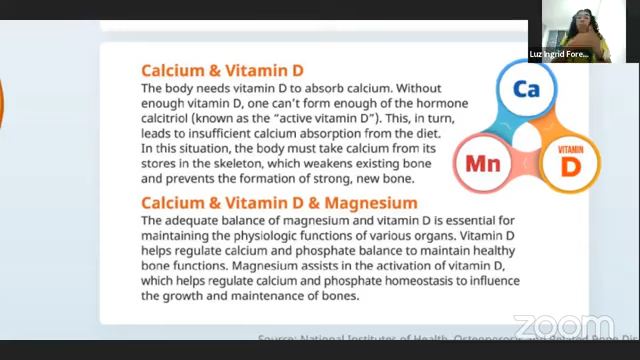 Luz Ingrid Fore...
Calcium & Vitamin D
The body needs vitamin D to absorb calcium. Without
enough vitamin D, one can't form enough of the hormone
calcitriol (known as the “active vitamin D”). This, in turn,
leads to insufficient calcium absorption from the diet.
In this situation, the body must take calcium from its
stores in the skeleton, which weakens existing bone
and prevents the formation of strong, new bone.
Ca
Mn
VITAMIN
D
Calcium & Vitamin D & Magnesium
The adequate balance of magnesium and vitamin D is essential for
maintaining the physiologic functions of various organs. Vitamin D
helps regulate calcium and phosphate balance to maintain healthy
bone functions. Magnesium assists in the activation of vitamin D,
which helps regulate calcium and phosphate homeostasis to influence
the growth and maintenance of bones.
zoom
Source: National Institutes of Health, Osteoporosis and Related Bone Dis